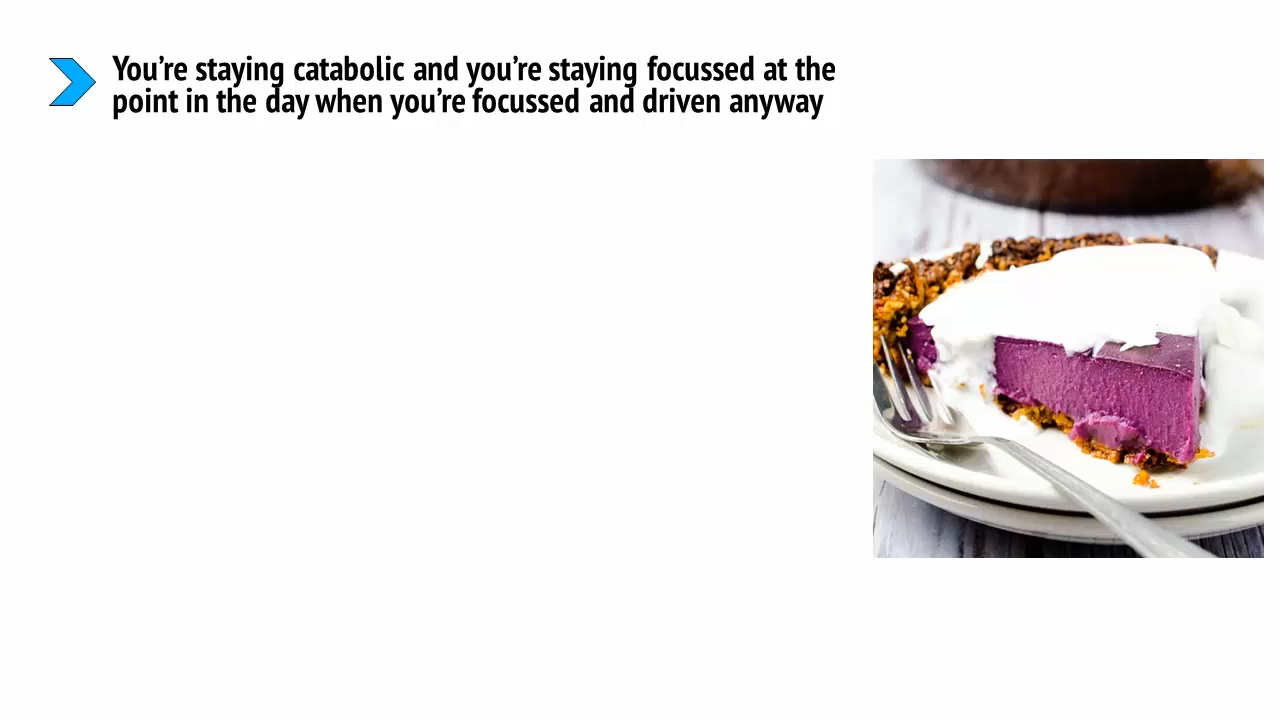 You’re staying catabolic and you’re staying focussed at the
point in the day when you’re focussed and driven anyway